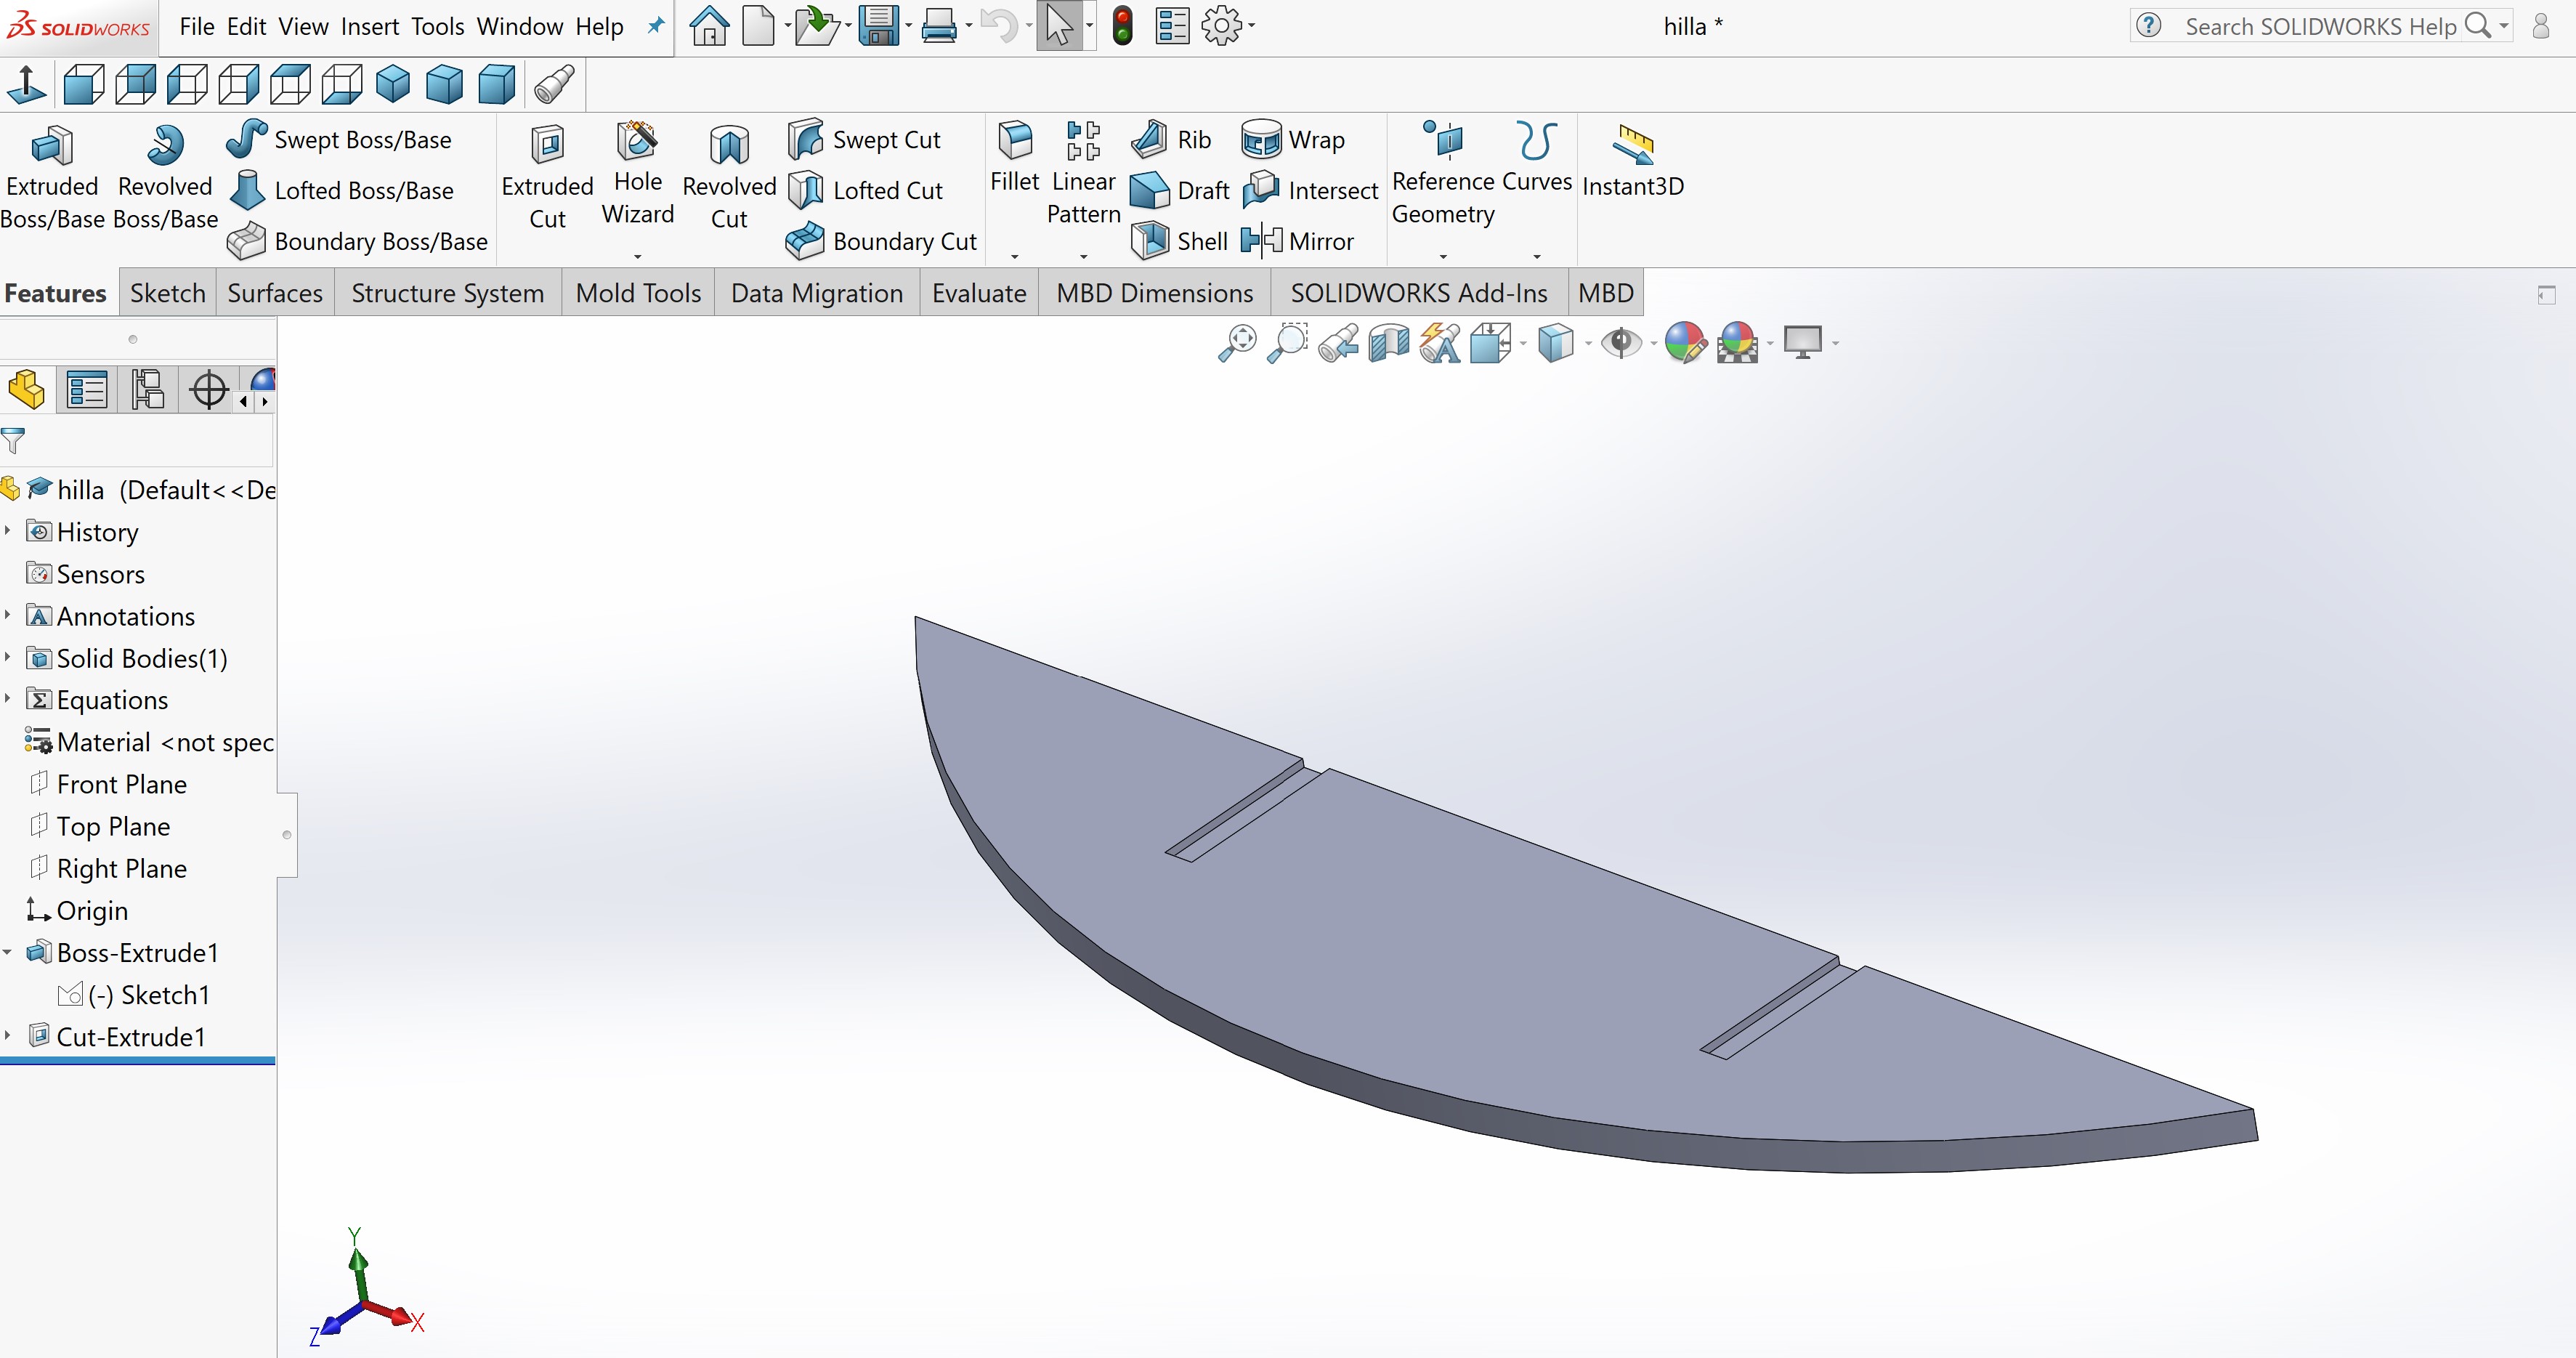 SOLIDWORKS File Edit View Insert Tools Window Help hilla * Search SOLIDWORKS Help
Extruded Boss/Base
Revolved Boss/Base
Swept Boss/Base
Lofted Boss/Base
Boundary Boss/Base
Extruded Cut
Hole Wizard
Revolved Cut
Swept Cut
Lofted Cut
Boundary Cut
Fillet
Linear Pattern
Rib
Draft
Shell
Wrap
Intersect
Mirror
Reference Geometry
Curves
Instant3D
Features Sketch Surfaces Structure System Mold Tools Data Migration Evaluate MBD Dimensions SOLIDWORKS Add-Ins MBD
hilla (Default<<De
History
Sensors
Annotations
Solid Bodies(1)
Equations
Material <not spec
Front Plane
Top Plane
Right Plane
Origin
Boss-Extrude1
(-) Sketch1
Cut-Extrude1
Y
X
Z